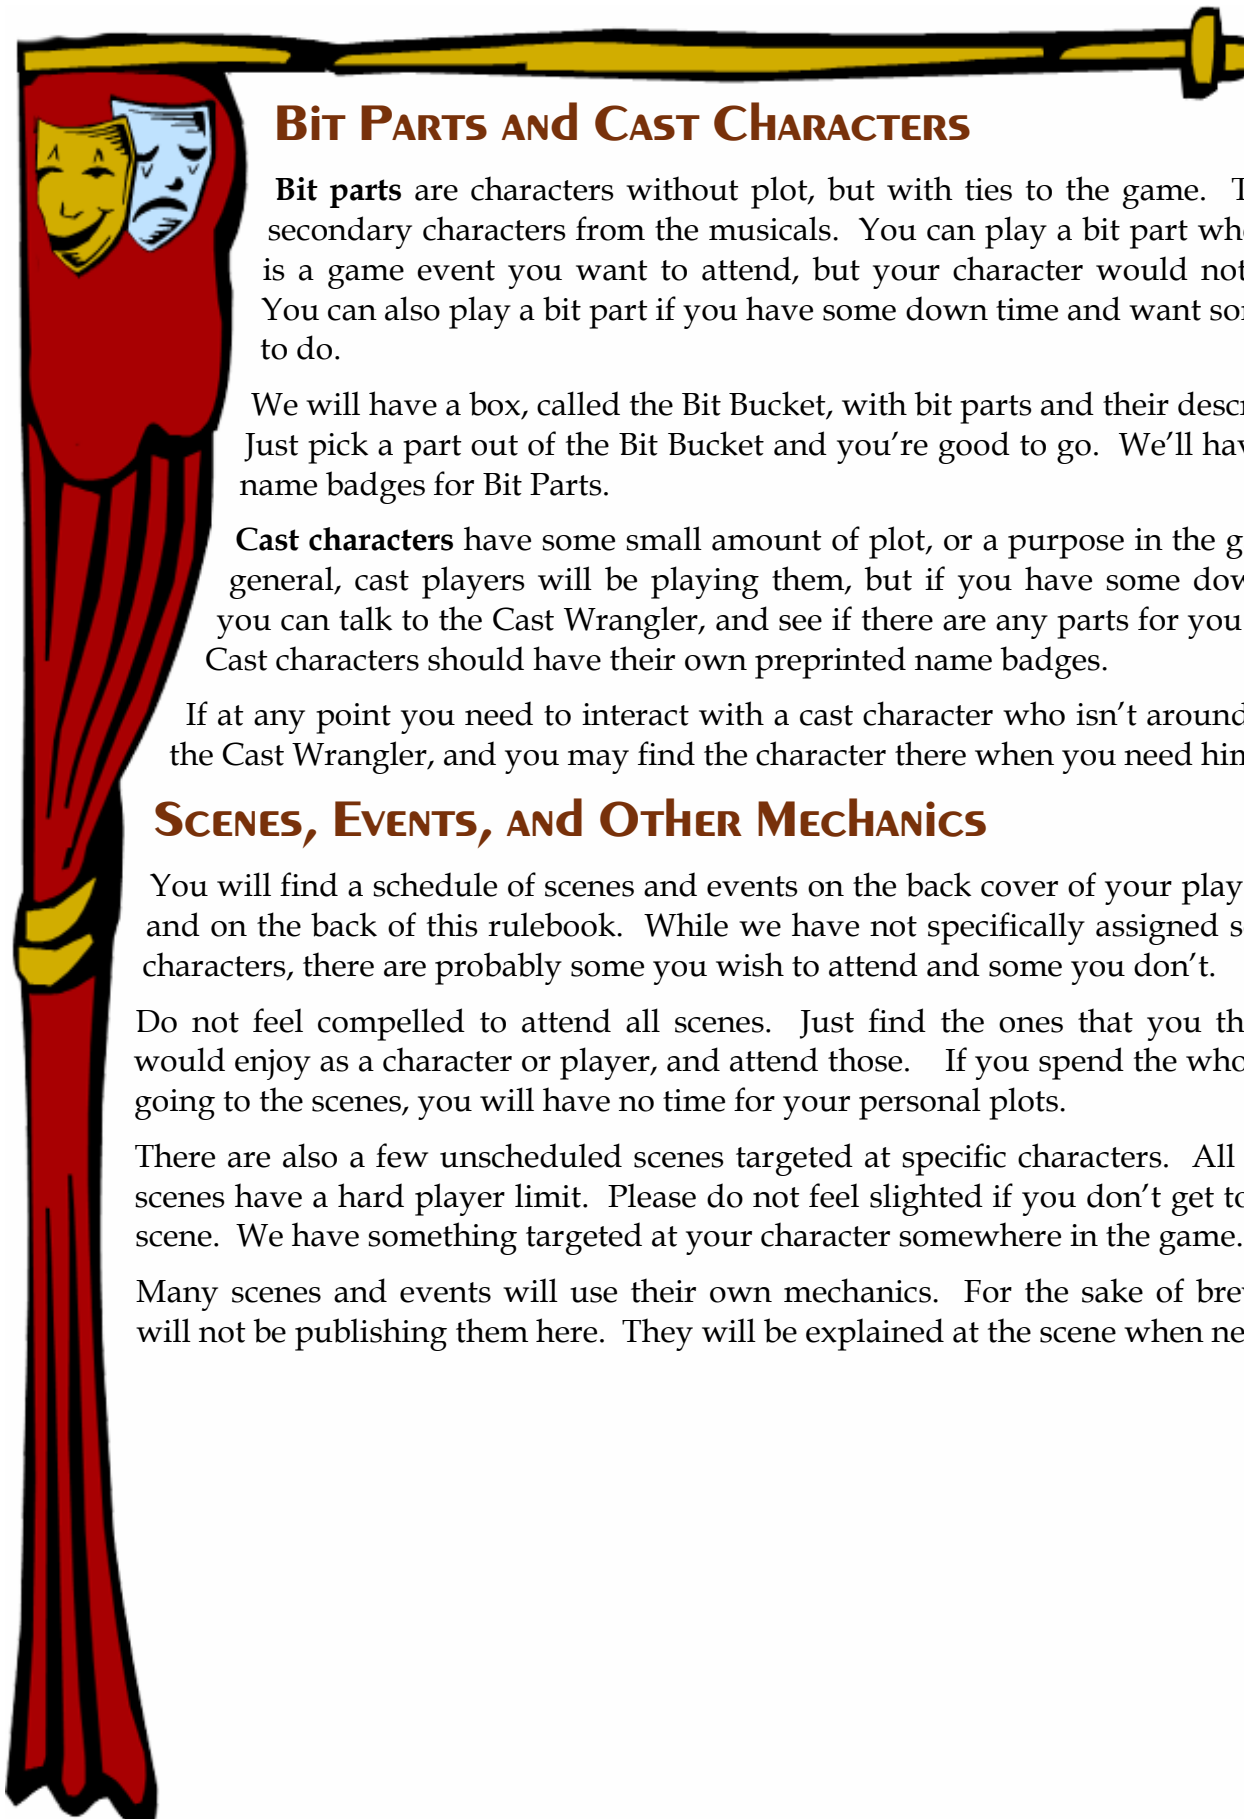 Bit Parts and Cast Characters
Bit parts are characters without plot, but with ties to the game. T
secondary characters from the musicals. You can play a bit part whe
is a game event you want to attend, but your character would not
You can also play a bit part if you have some down time and want so
to do.
We will have a box, called the Bit Bucket, with bit parts and their descr
Just pick a part out of the Bit Bucket and you’re good to go. We’ll hav
name badges for Bit Parts.
Cast characters have some small amount of plot, or a purpose in the g
general, cast players will be playing them, but if you have some dow
you can talk to the Cast Wrangler, and see if there are any parts for you
Cast characters should have their own preprinted name badges.
If at any point you need to interact with a cast character who isn’t around
the Cast Wrangler, and you may find the character there when you need him
Scenes, Events, and Other Mechanics
You will find a schedule of scenes and events on the back cover of your play
and on the back of this rulebook. While we have not specifically assigned s
characters, there are probably some you wish to attend and some you don’t.
Do not feel compelled to attend all scenes. Just find the ones that you th
would enjoy as a character or player, and attend those. If you spend the who
going to the scenes, you will have no time for your personal plots.
There are also a few unscheduled scenes targeted at specific characters. All
scenes have a hard player limit. Please do not feel slighted if you don’t get to
scene. We have something targeted at your character somewhere in the game.
Many scenes and events will use their own mechanics. For the sake of brev
will not be publishing them here. They will be explained at the scene when ne